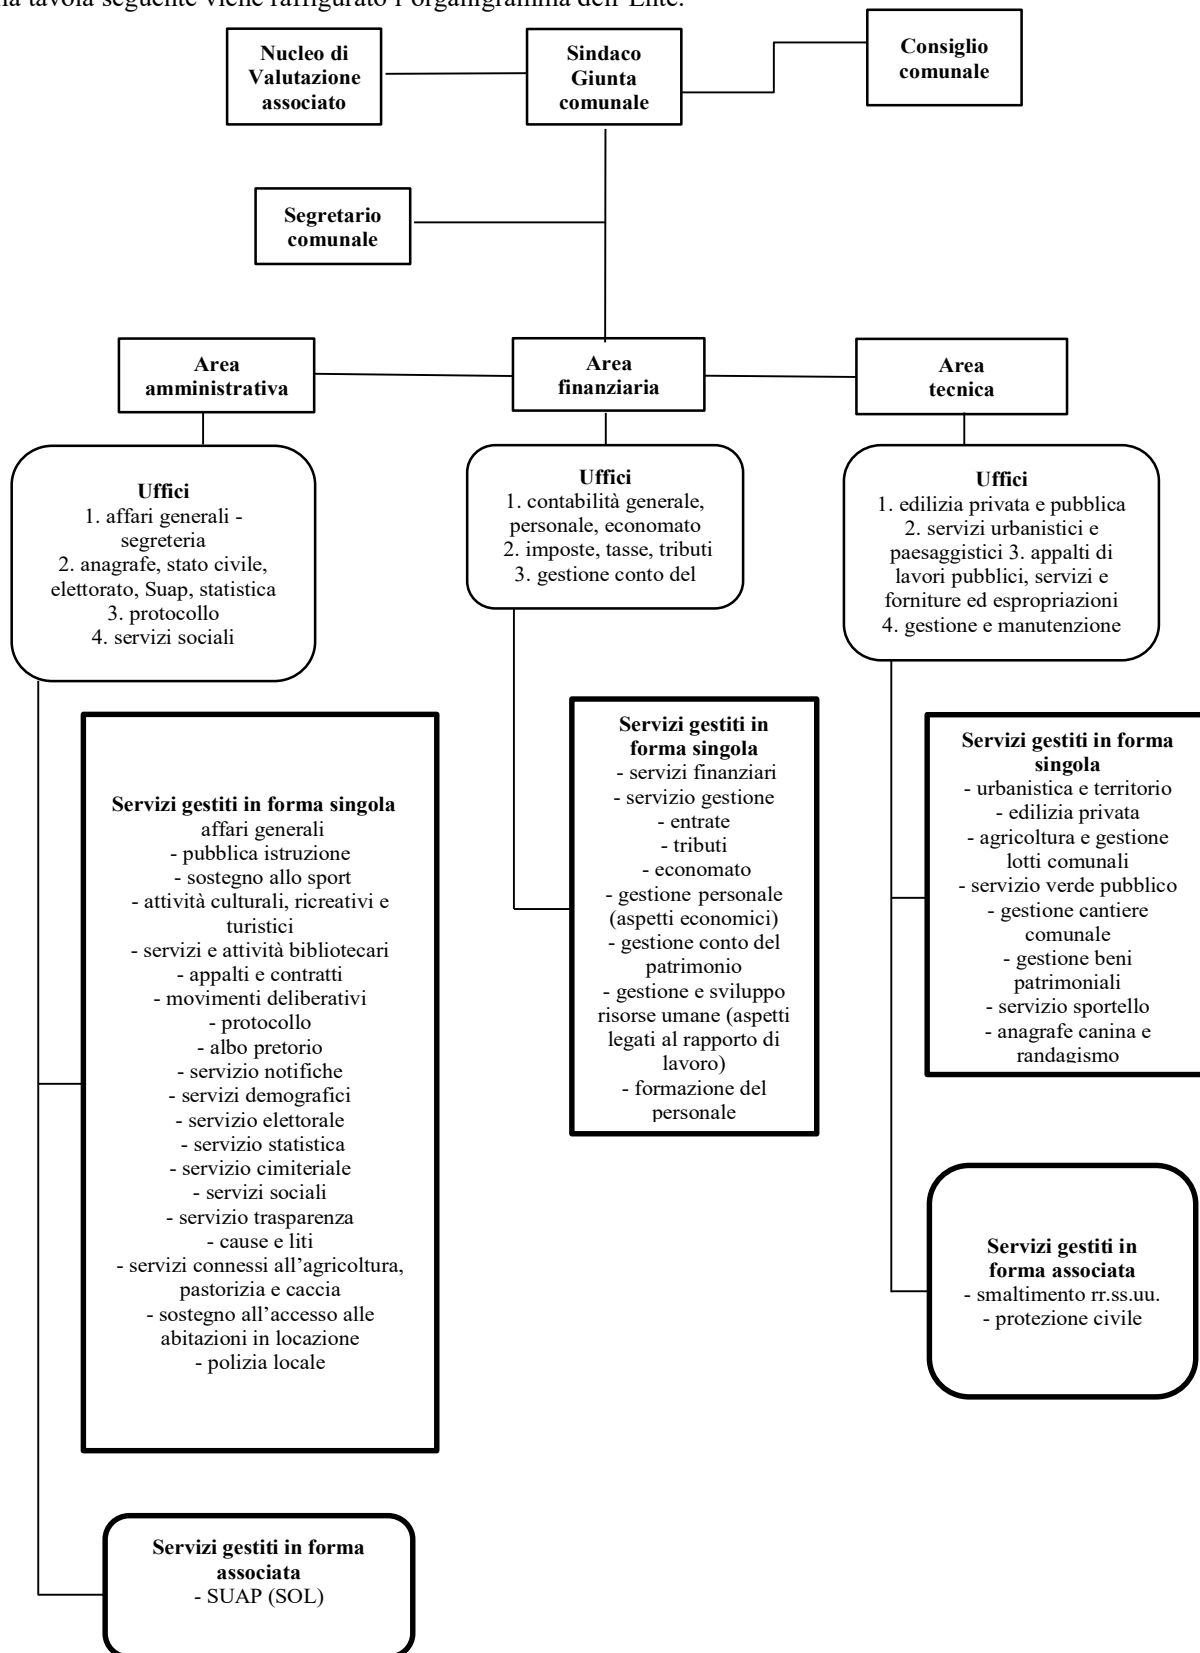 na tavola seguente viene raffigurato l'organigramma dell'Ente.
Nucleo di
Valutazione
associato
Sindaco
Giunta
comunale
Consiglio
comunale
Segretario
comunale
Area
amministrativa
Area
finanziaria
Area
tecnica
Uffici
1. affari generali -
segreteria
2. anagrafe, stato civile,
elettorato, Suap, statistica
3. protocollo
4. servizi sociali
Uffici
1. contabilità generale,
personale, economato
2. imposte, tasse, tributi
3. gestione conto del
Uffici
1. edilizia privata e pubblica
2. servizi urbanistici e
paesaggistici 3. appalti di
lavori pubblici, servizi e
forniture ed espropriazioni
4. gestione e manutenzione
Servizi gestiti in forma singola
affari generali
- pubblica istruzione
- sostegno allo sport
- attività culturali, ricreativi e
turistici
- servizi e attività bibliotecari
- appalti e contratti
- movimenti deliberativi
- protocollo
- albo pretorio
- servizio notifiche
- servizi demografici
- servizio elettorale
- servizio statistica
- servizio cimiteriale
- servizi sociali
- servizio trasparenza
- cause e liti
- servizi connessi all'agricoltura,
pastorizia e caccia
- sostegno all'accesso alle
abitazioni in locazione
- polizia locale
Servizi gestiti in
forma singola
- servizi finanziari
- servizio gestione
- entrate
- tributi
- economato
- gestione personale
(aspetti economici)
- gestione conto del
patrimonio
- gestione e sviluppo
risorse umane (aspetti
legati al rapporto di
lavoro)
- formazione del
personale
Servizi gestiti in forma
singola
- urbanistica e territorio
- edilizia privata
- agricoltura e gestione
lotti comunali
- servizio verde pubblico
- gestione cantiere
comunale
- gestione beni
patrimoniali
- servizio sportello
- anagrafe canina e
randagismo
Servizi gestiti in
forma associata
- smaltimento rr.ss.uu.
- protezione civile
Servizi gestiti in forma
associata
- SUAP (SOL)